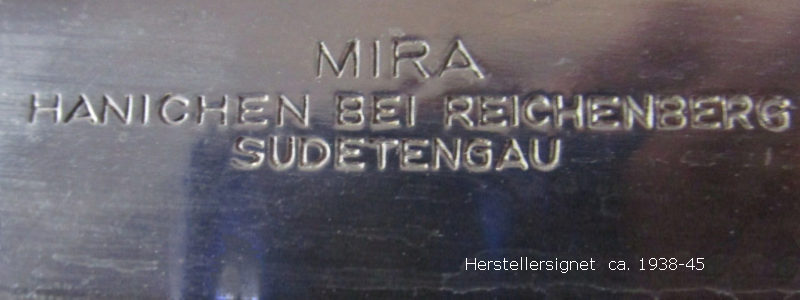 MIRA
HANICHEN BEI REICHENBERG
SUDETENGAU
Herstellersignet ca. 1938-45